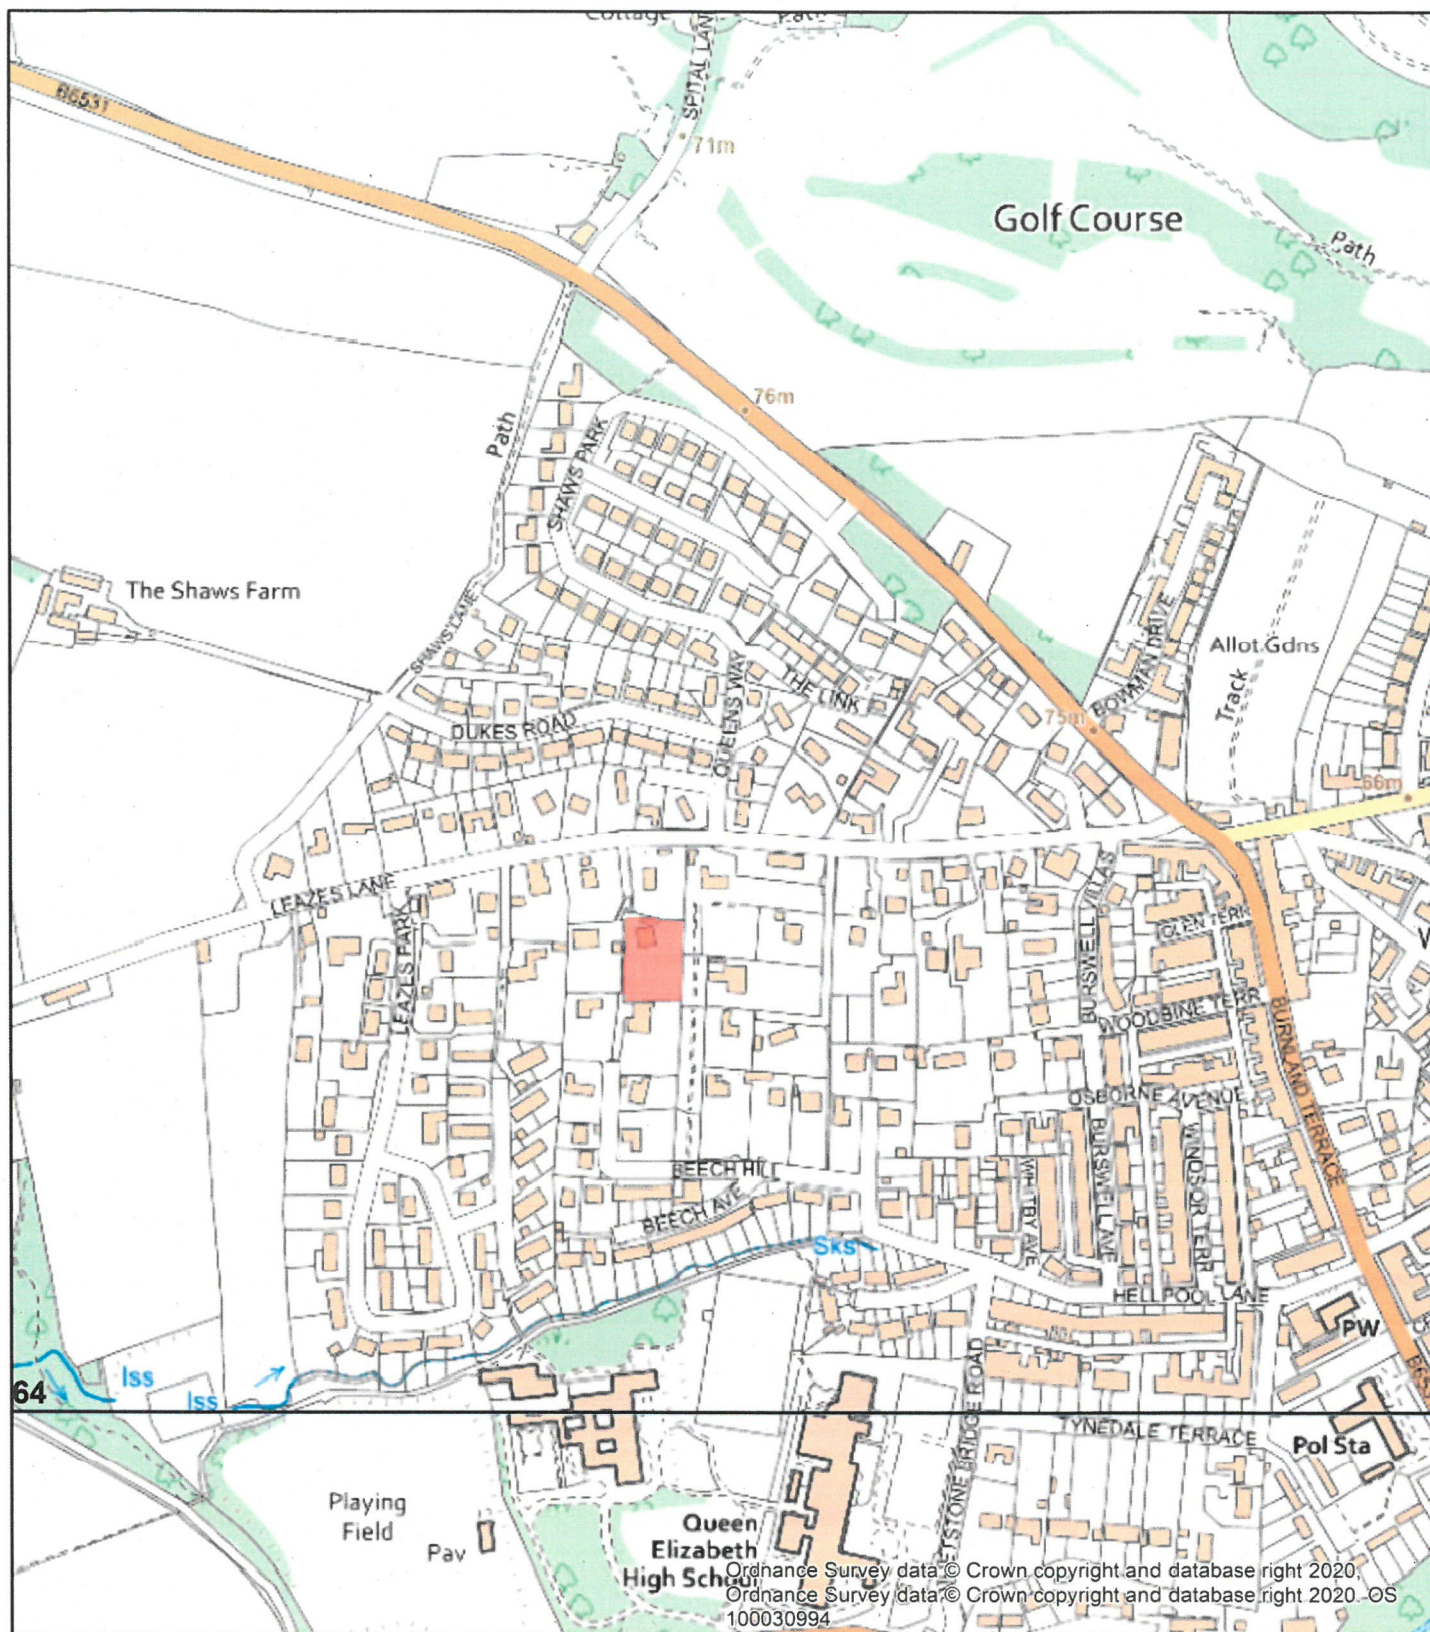 Cottage
Path
SPITAL LANE
B6531
71m
Golf Course
Path
76m
Path
SHAWS PARK
The Shaws Farm
SHAWS LANE
Allot Gdns
BOWMAN DRIVE
Track
THE LINK
QUEENS WAY
DUKES ROAD
75m
66m
LEAZES LANE
LEAZES PARK
BURSWELL VILLAS
GLEN TERR
WOODBINE TERR
BURNLAND TERRACE
OSBORNE AVENUE
BEECH HILL
BEECH AVE
WHITBY AVE
BURSWELL AVE
WINDSOR TERR
Sks
HELLPOOL LANE
PW
Iss
Iss
64
TYNEDALE TERRACE
Pol Sta
Playing
Field
Pav
Queen
Elizabeth
High School
Ordnance Survey data © Crown copyright and database right 2020.
Ordnance Survey data © Crown copyright and database right 2020. OS
100030994